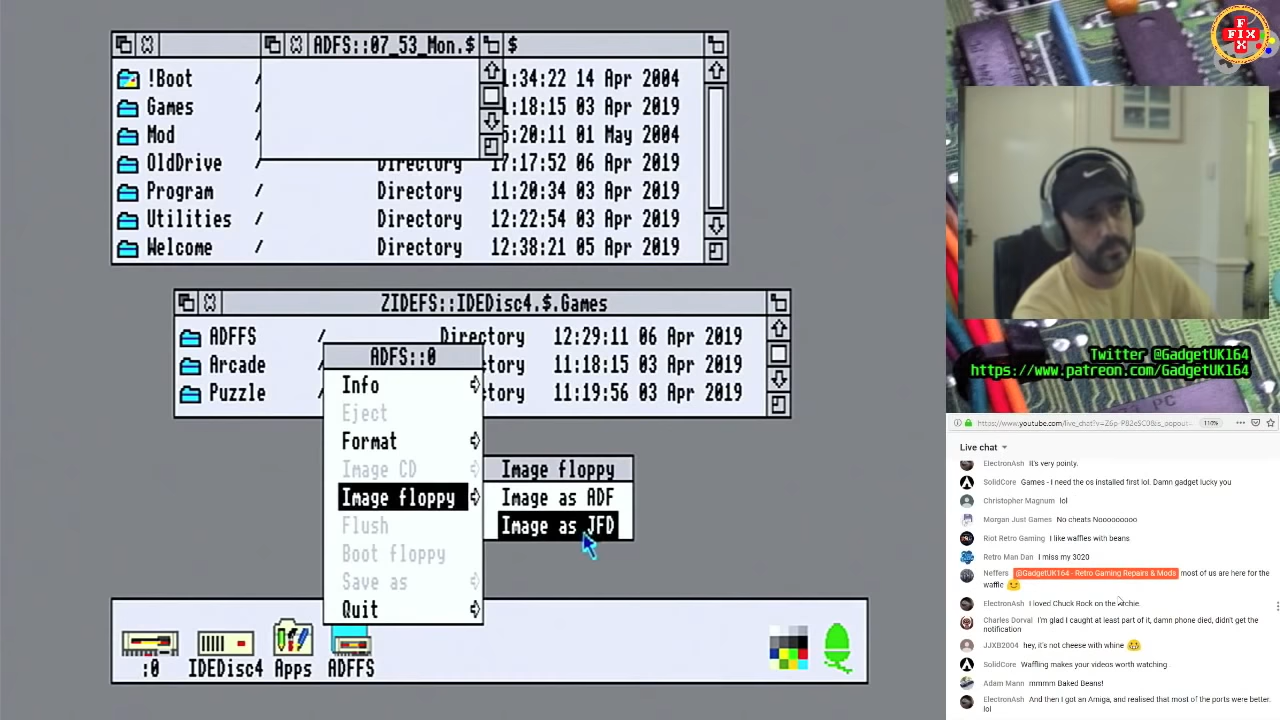 ADFS::07_53_Mon.$
$
!Boot / 1:34:22 14 Apr 2004
Games / 1:18:15 03 Apr 2019
Mod 5:20:11 01 May 2004
OldDrive / Directory 17:17:52 06 Apr 2019
Program / Directory 11:20:34 03 Apr 2019
Utilities / Directory 12:22:54 03 Apr 2019
Welcome / Directory 12:38:21 05 Apr 2019
ZIDEFS::IDEDisc4.$.Games
ADFFS / Directory 12:29:11 06 Apr 2019
Arcade / ctory 11:18:15 03 Apr 2019
Puzzle / ctory 11:19:56 03 Apr 2019
ADFS::0
Info
Eject
Format
Image CD
Image floppy
Flush
Boot floppy
Save as
Quit
Image floppy
Image as ADF
Image as JFD
:0 IDEDisc4 Apps ADFFS
FIX
FIX
Twitter @GadgetUK164
https://www.patreon.com/GadgetUK164
110%
Live chat
ElectronAsh It's very pointy.
SolidCore Games - I need the os installed first lol. Damn gadget lucky you
Christopher Magnum lol
Morgan Just Games No cheats Nooooooooo
Riot Retro Gaming I like waffles with beans
Retro Man Dan I miss my 3020
Neffers @GadgetUK164 - Retro Gaming Repairs & Mods most of us are here for the
waffle
ElectronAsh I loved Chuck Rock on the Archie.
Charles Dorval I'm glad I caught at least part of it, damn phone died, didn't get the
notification
JJXB2004 hey, it's not cheese with whine
SolidCore Waffling makes your videos worth watching.
Adam Mann mmmm Baked Beans!
ElectronAsh And then I got an Amiga, and realised that most of the ports were better.
lol